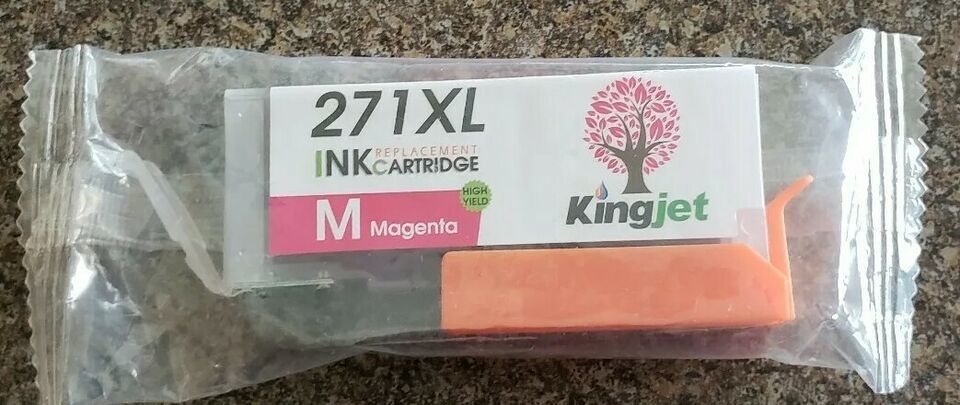 271XL
REPLACEMENT
INK CARTRIDGE
HIGH
YIELD
M Magenta
Kingjet